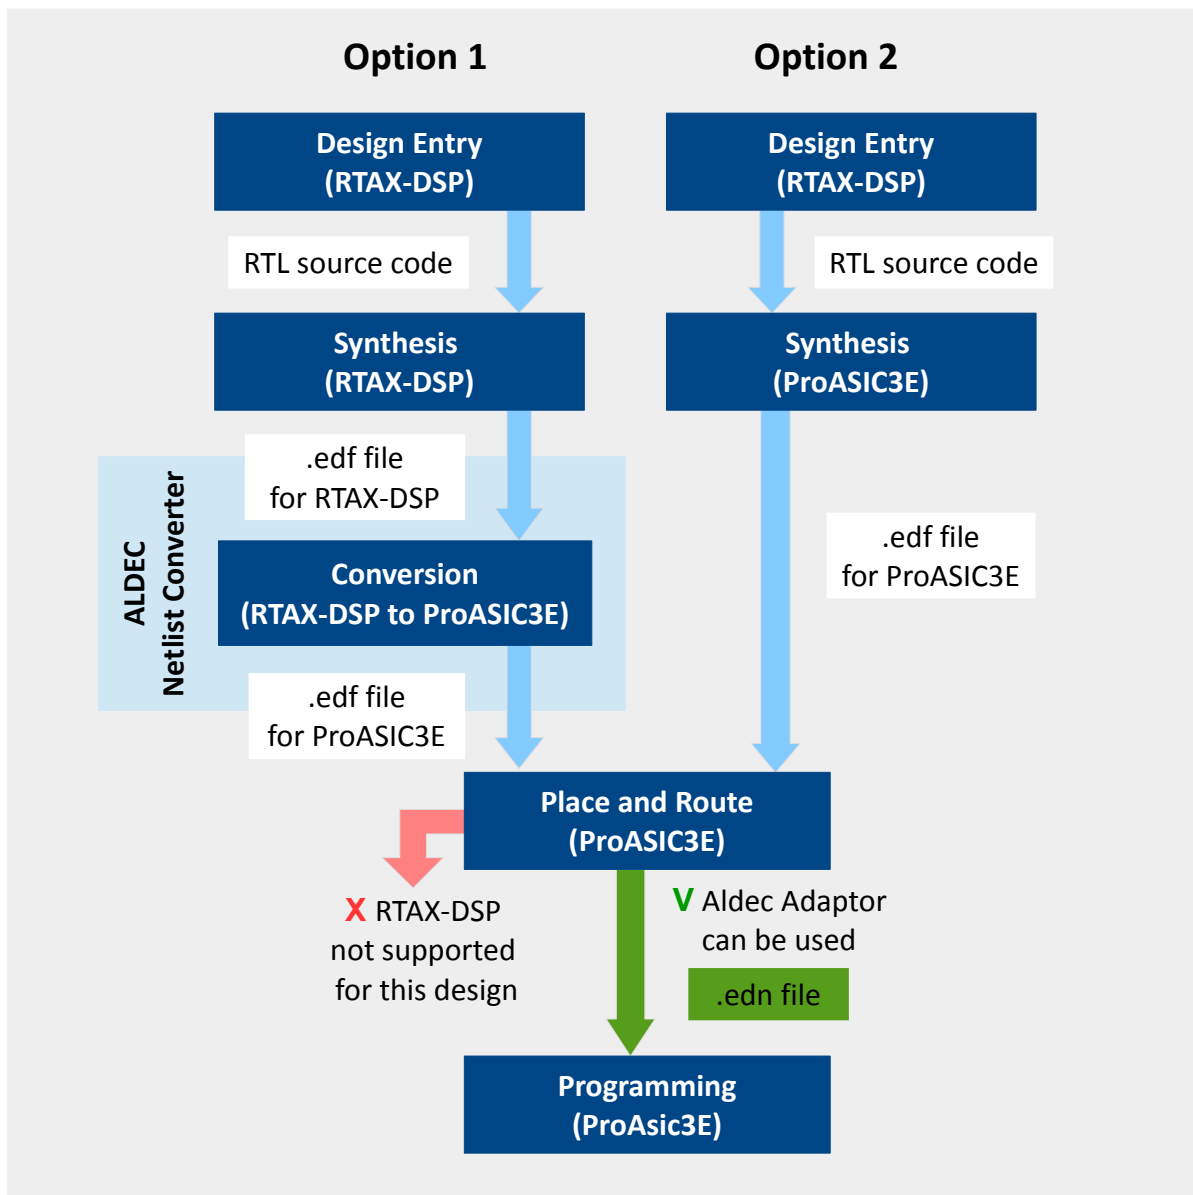 Option 1
Option 2
Design Entry
(RTAX-DSP)
Design Entry
(RTAX-DSP)
RTL source code
RTL source code
Synthesis
(RTAX-DSP)
Synthesis
(ProASIC3E)
.edf file
for RTAX-DSP
ALDEC
Netlist Converter
Conversion
(RTAX-DSP to ProASIC3E)
.edf file
for ProASIC3E
.edf file
for ProASIC3E
Place and Route
(ProASIC3E)
X RTAX-DSP
not supported
for this design
V Aldec Adaptor
can be used
.edn file
Programming
(ProAsic3E)